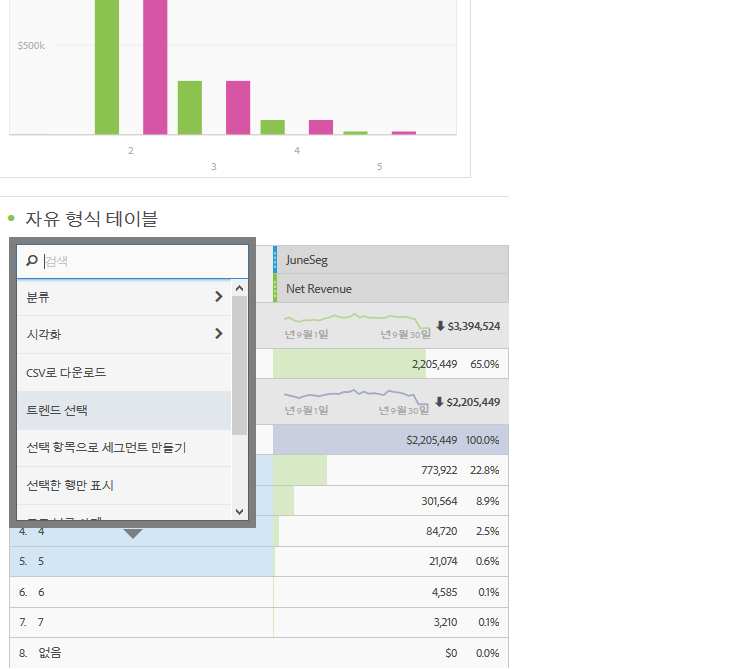 $500k
2
4
3
5
자유 형식 테이블
검색
JuneSeg
분류
Net Revenue
시각화
년 9월 1일
년 9월 30일
$3,394,524
CSV로 다운로드
2,205,449 65.0%
트렌드 선택
년 9월 1일
년 9월 30일
$2,205,449
선택 항목으로 세그먼트 만들기
$2,205,449 100.0%
선택한 행만 표시
773,922 22.8%
301,564 8.9%
4. 4 84,720 2.5%
5. 5 21,074 0.6%
6. 6 4,585 0.1%
7. 7 3,210 0.1%
8. 없음 $0 0.0%